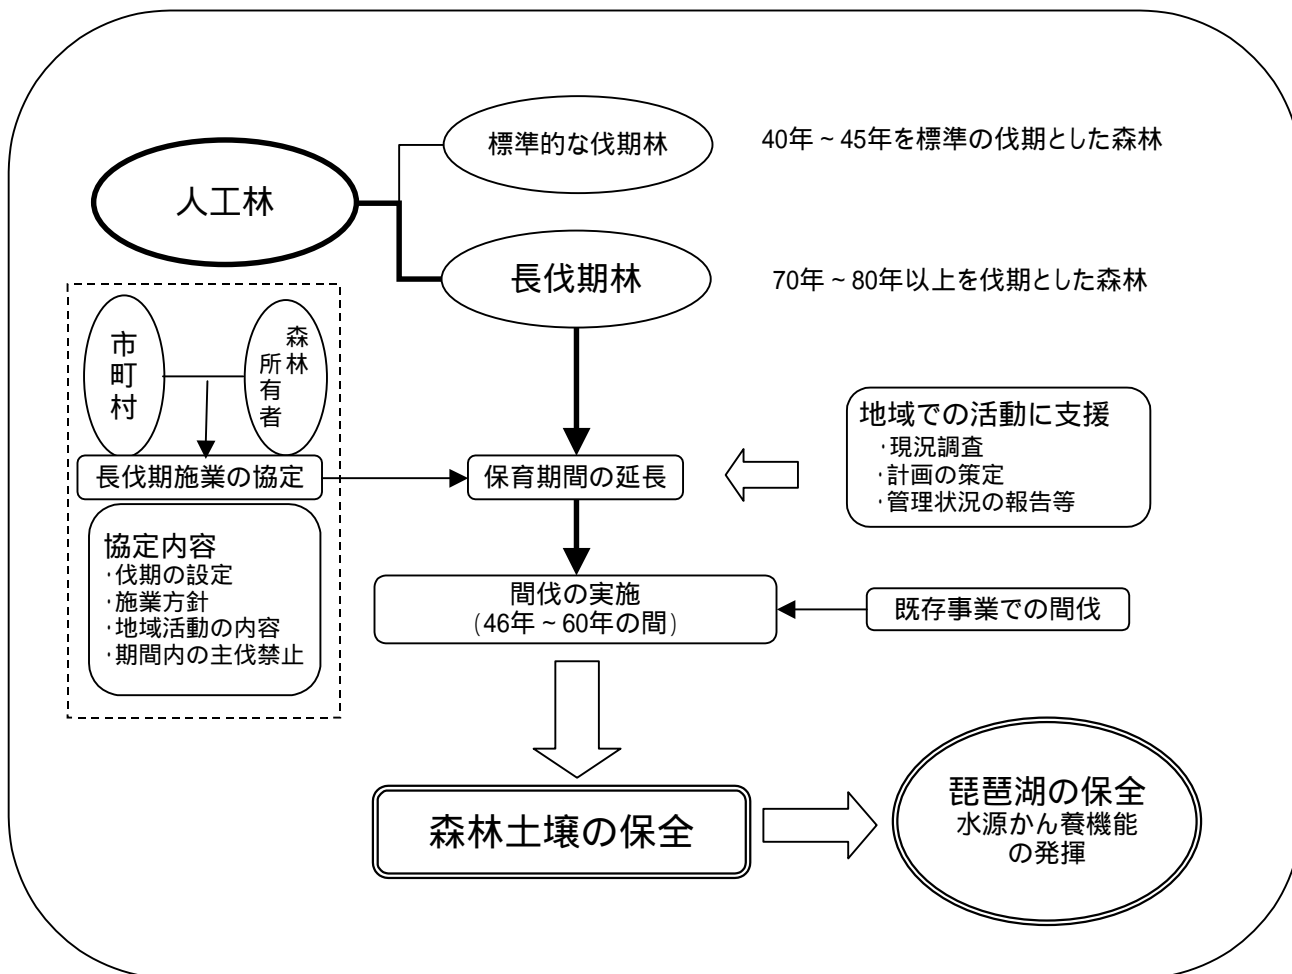 標準的な伐期林
40年~45年を標準の伐期とした森林
人工林
長伐期林
70年~80年以上を伐期とした森林
市町村
森林
所有者
地域での活動に支援
・現況調査
・計画の策定
・管理状況の報告等
長伐期施業の協定
保育期間の延長
協定内容
・伐期の設定
・施業方針
・地域活動の内容
・期間内の主伐禁止
間伐の実施
(46年~60年の間)
既存事業での間伐
森林土壌の保全
琵琶湖の保全
水源かん養機能
の発揮